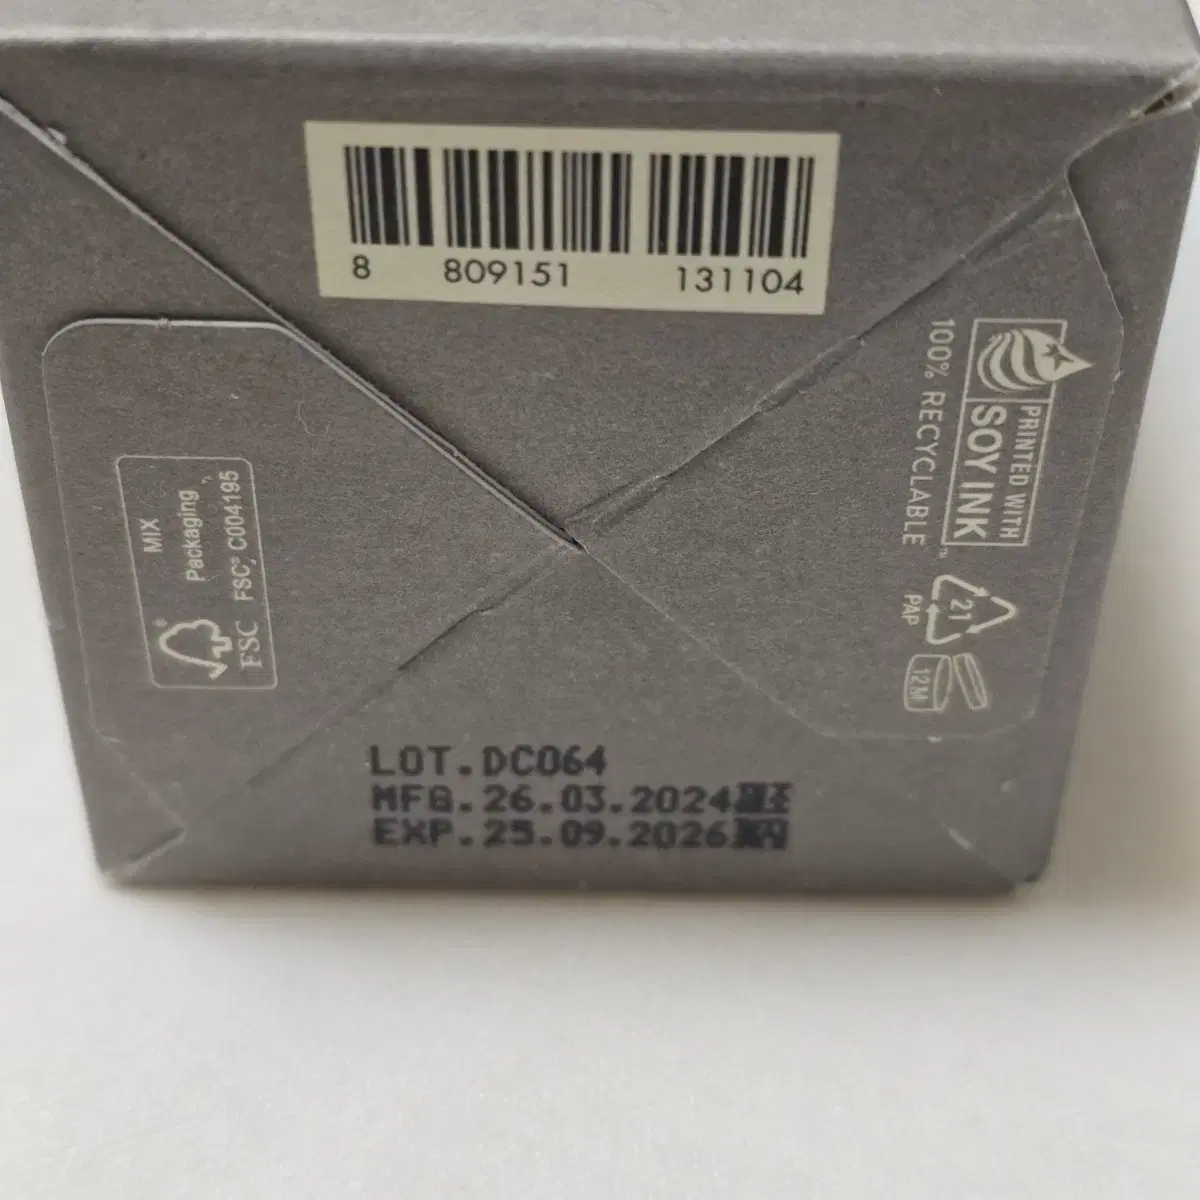 8 809151 131104
PRINTED WITH
SOY INK™
100% RECYCLABLE
21
PAP
12M
MIX
Packaging
FSC® C004195
FSC
LOT.DC064
MFG.26.03.2024제조
EXP.25.09.2026까지